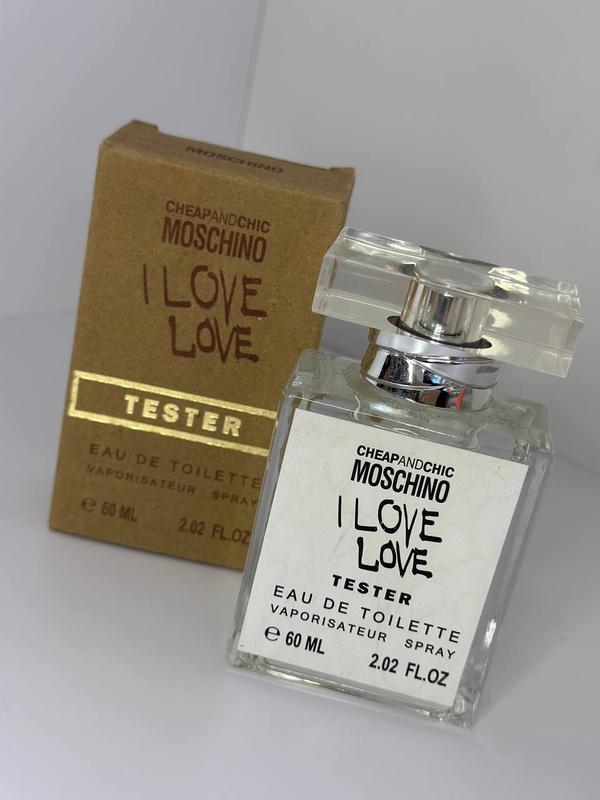 MOSCHINO
CHEAPANDCHIC
MOSCHINO
I LOVE
LOVE
TESTER
EAU DE TOILETTE
VAPORISATEUR SPRAY
℮ 60 ML 2.02 FL.OZ
CHEAPANDCHIC
MOSCHINO
I LOVE
LOVE
TESTER
EAU DE TOILETTE
VAPORISATEUR SPRAY
℮ 60 ML 2.02 FL.OZ